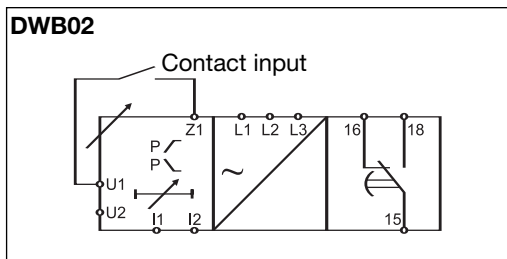 DWB02
Contact input
Z1 L1 L2 L3 16 18
P
P
~
U1
U2
I1 I2 15